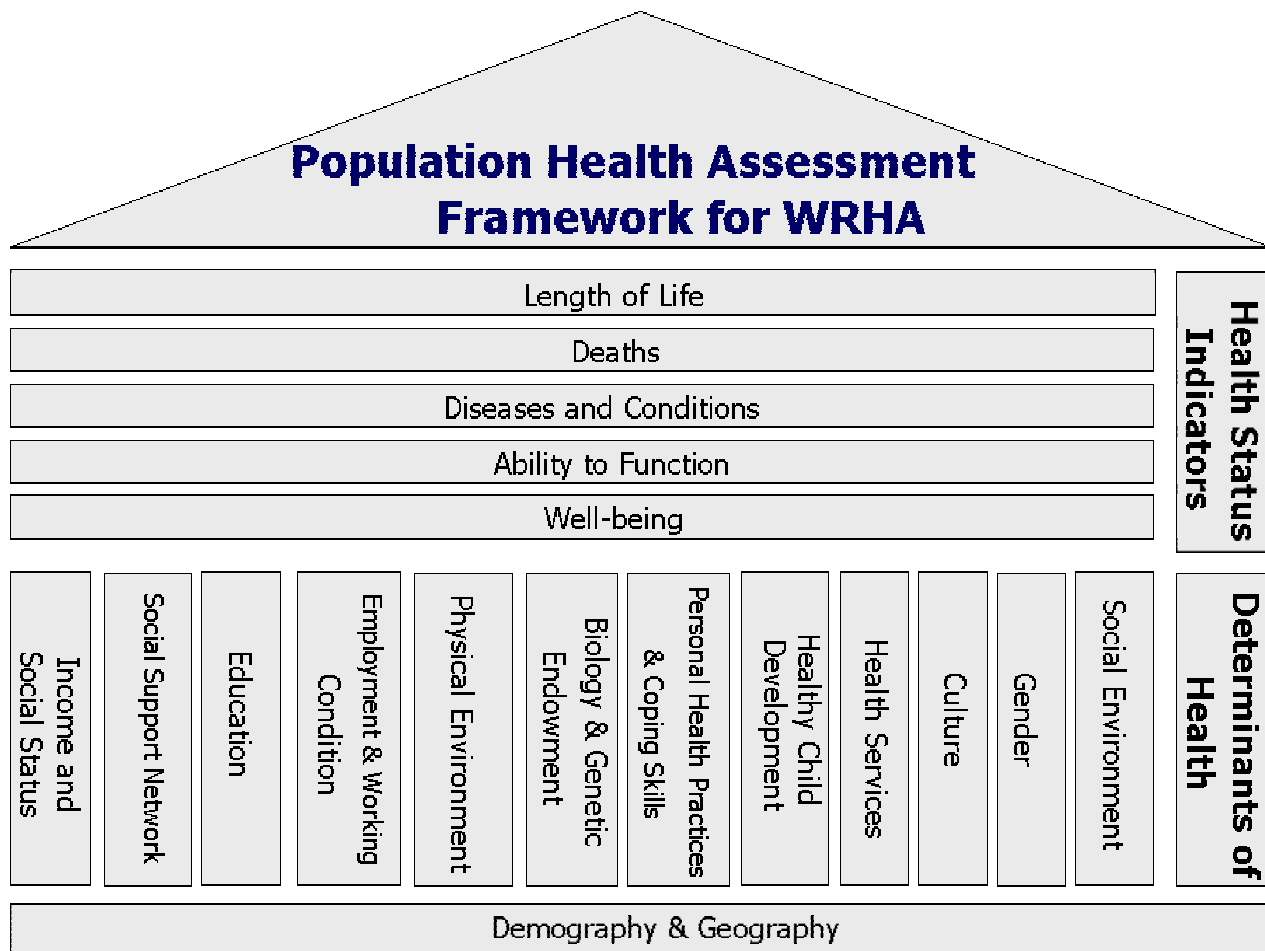 Population Health Assessment
Framework for WRHA
Length of Life
Deaths
Diseases and Conditions
Ability to Function
Well-being
Health Status
Indicators
Income and
Social Status
Social Support Network
Education
Employment & Working
Condition
Physical Environment
Biology & Genetic
Endowment
Personal Health Practices
& Coping Skills
Healthy Child
Development
Health Services
Culture
Gender
Social Environment
Determinants of
Health
Demography & Geography